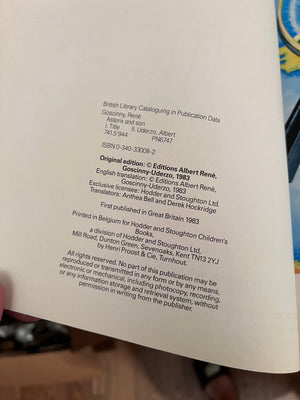 British Library Cataloguing in Publication Data
Goscinny, René
Asterix and son
I. Title II. Uderzo, Albert
741.5'944 PN6747
ISBN 0-340-33008-2
Original edition: © Editions Albert René,
Goscinny-Uderzo, 1983
English translation: © Editions Albert René,
Goscinny-Uderzo, 1983
Exclusive licensee: Hodder and Stoughton Ltd.
Translators: Anthea Bell and Derek Hockridge
First published in Great Britain 1983
Printed in Belgium for Hodder and Stoughton Children's
Books,
a division of Hodder and Stoughton Ltd,
Mill Road, Dunton Green, Sevenoaks, Kent TN13 2YJ
by Henri Proost & Cie, Turnhout.
All rights reserved. No part of this publication may be
reproduced or transmitted in any form or by any means,
electronic or mechanical, including photocopy, recording,
or any information storage and retrieval system, without
permission in writing from the publisher.